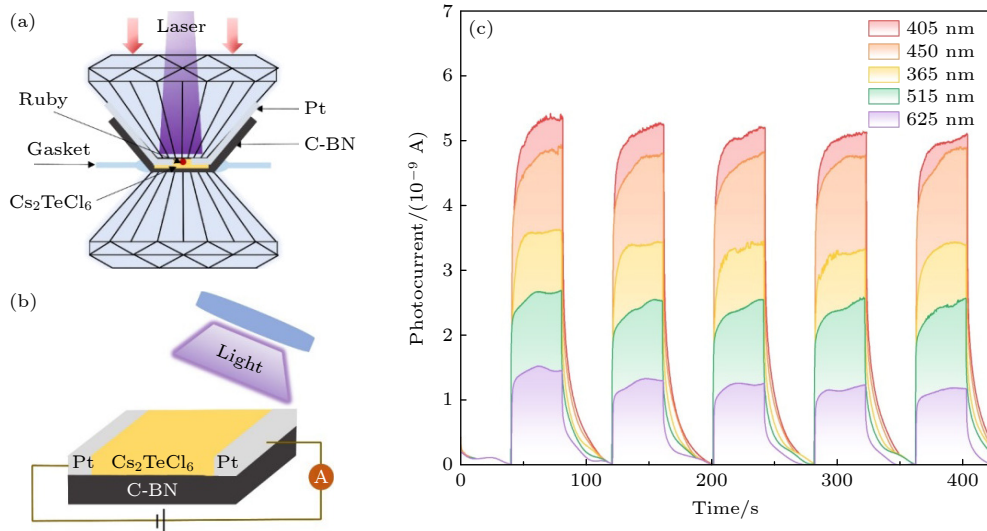 (a)
Laser
Ruby
Pt
C-BN
Gasket
Cs₂TeCl₆
(b)
Light
Pt
Cs₂TeCl₆
Pt
A
C-BN
(c)
405 nm
450 nm
365 nm
515 nm
625 nm
Photocurrent/(10⁻⁹ A)
7
6
5
4
3
2
1
0
0 100 200 300 400
Time/s